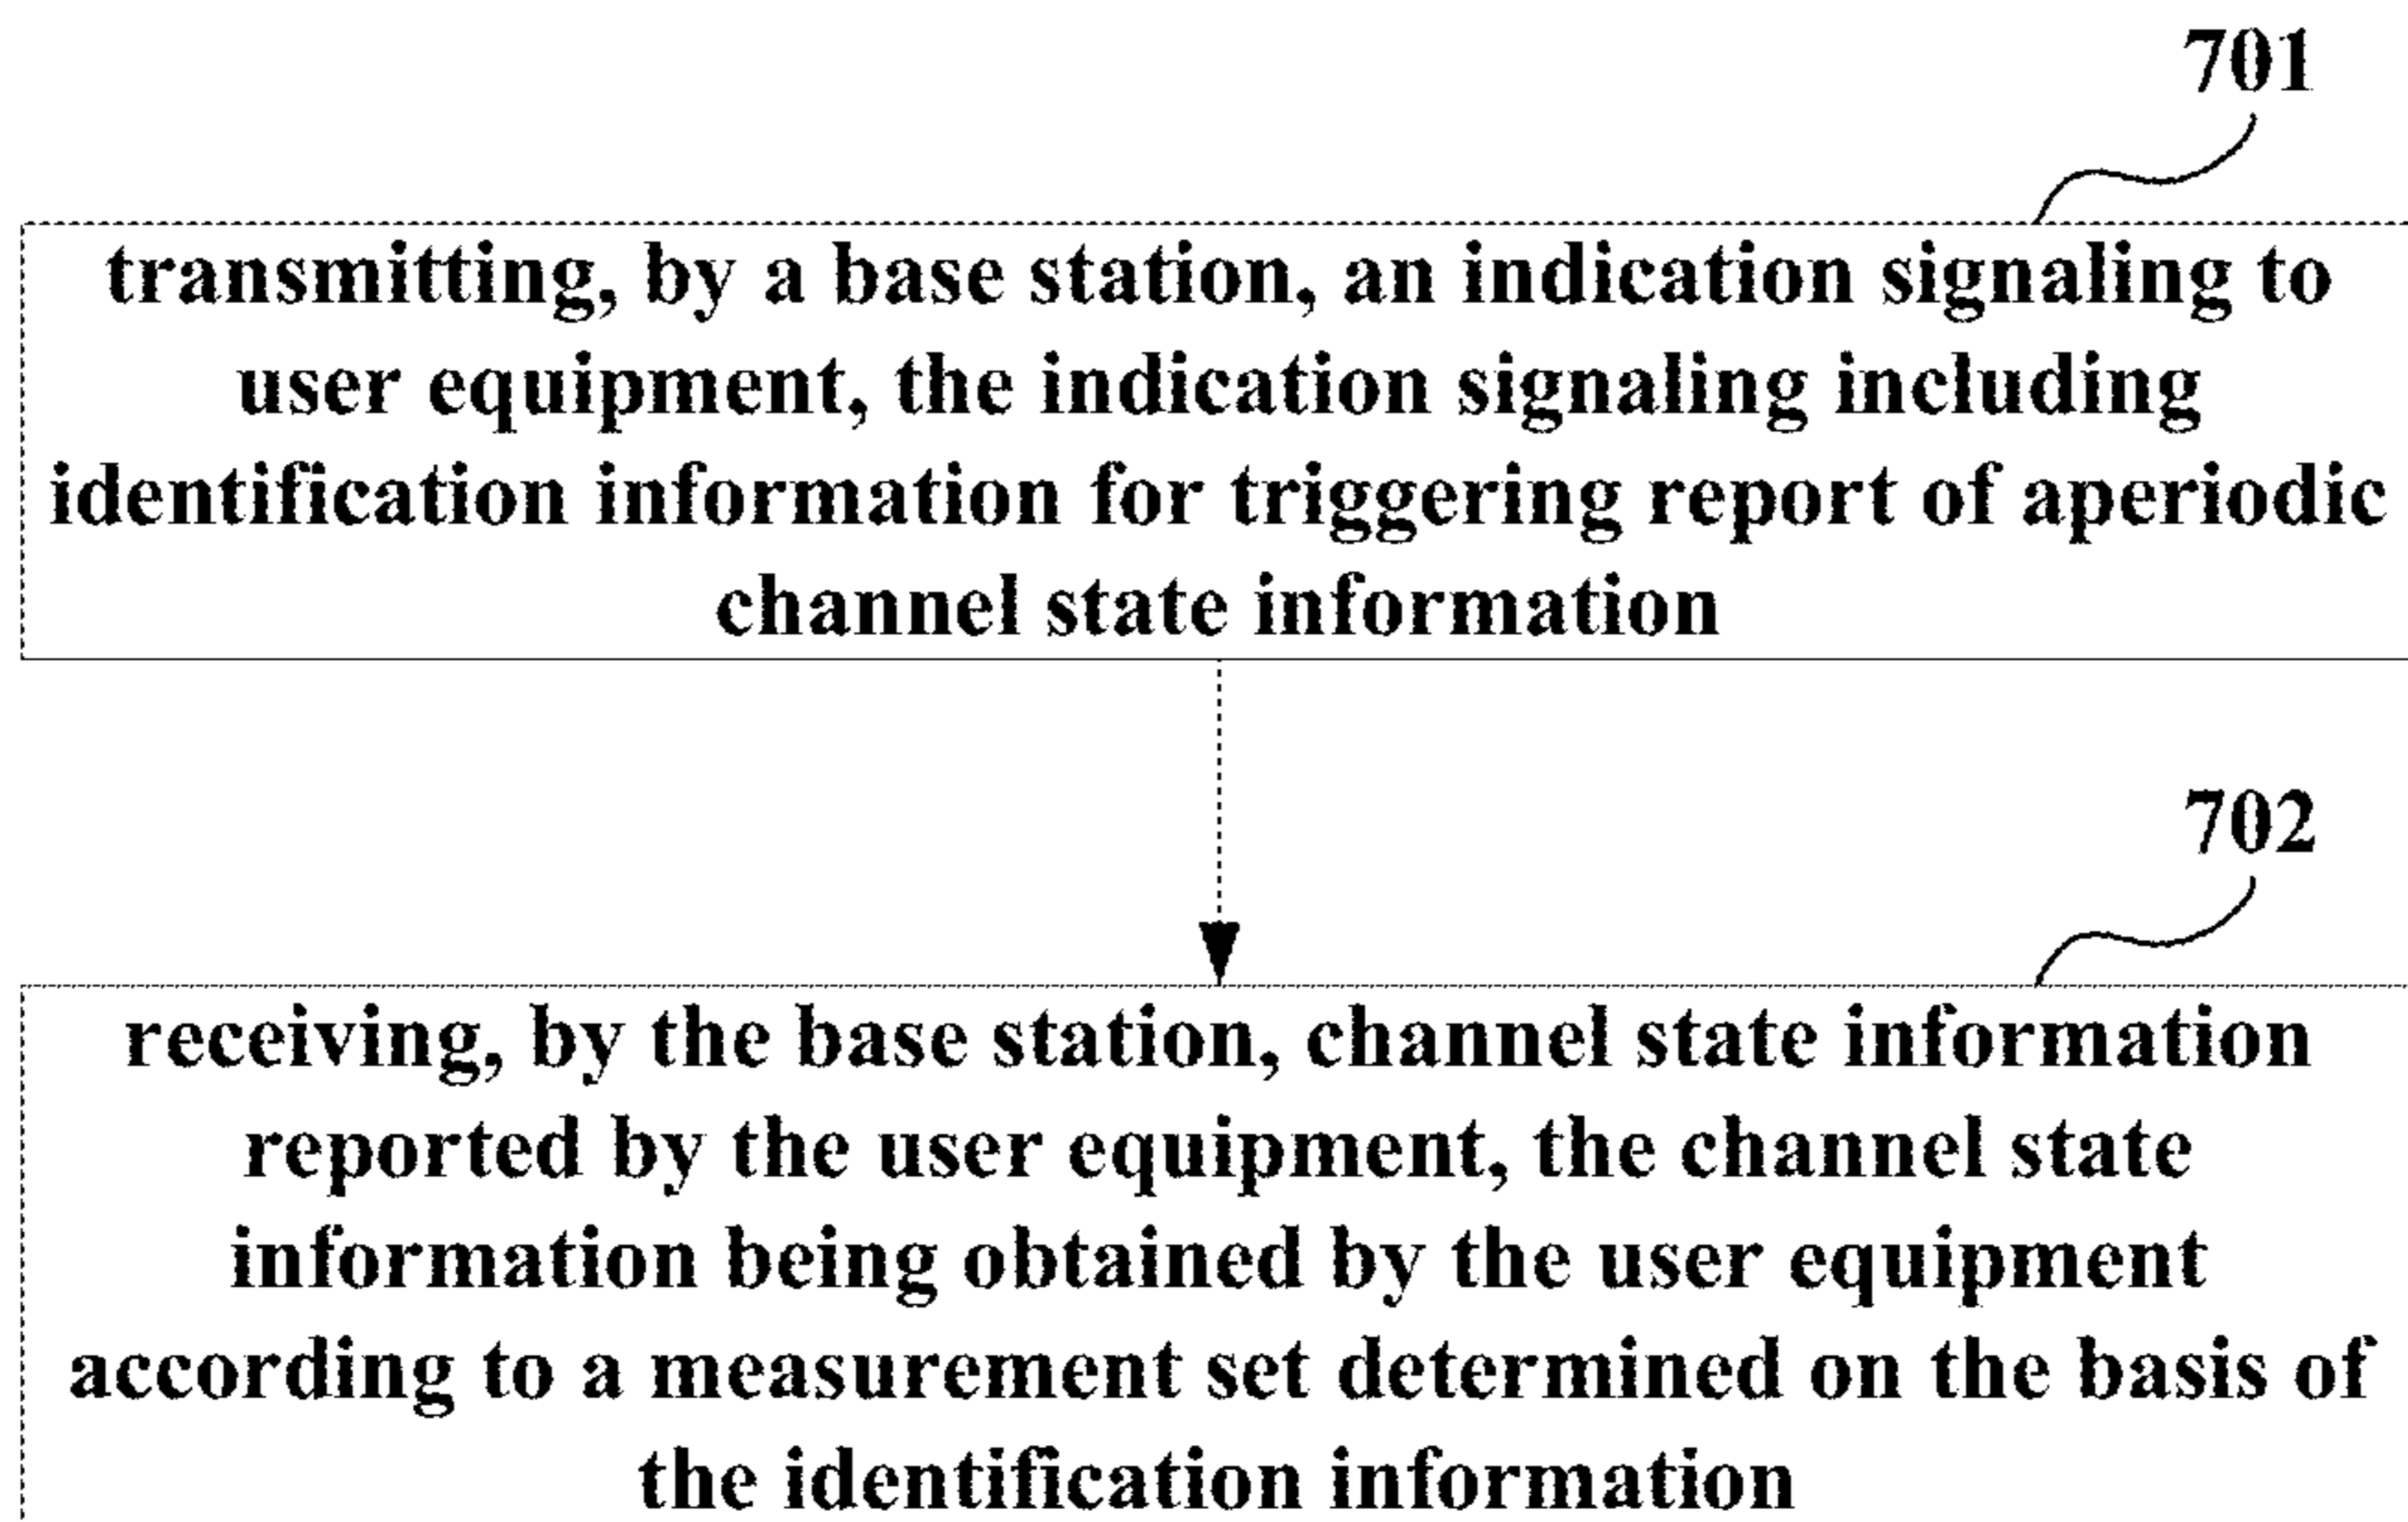 701
transmitting, by a base station, an indication signaling to
user equipment, the indication signaling including
identification information for triggering report of aperiodic
channel state information
702
receiving, by the base station, channel state information
reported by the user equipment, the channel state
information being obtained by the user equipment
according to a measurement set determined on the basis of
the identification information